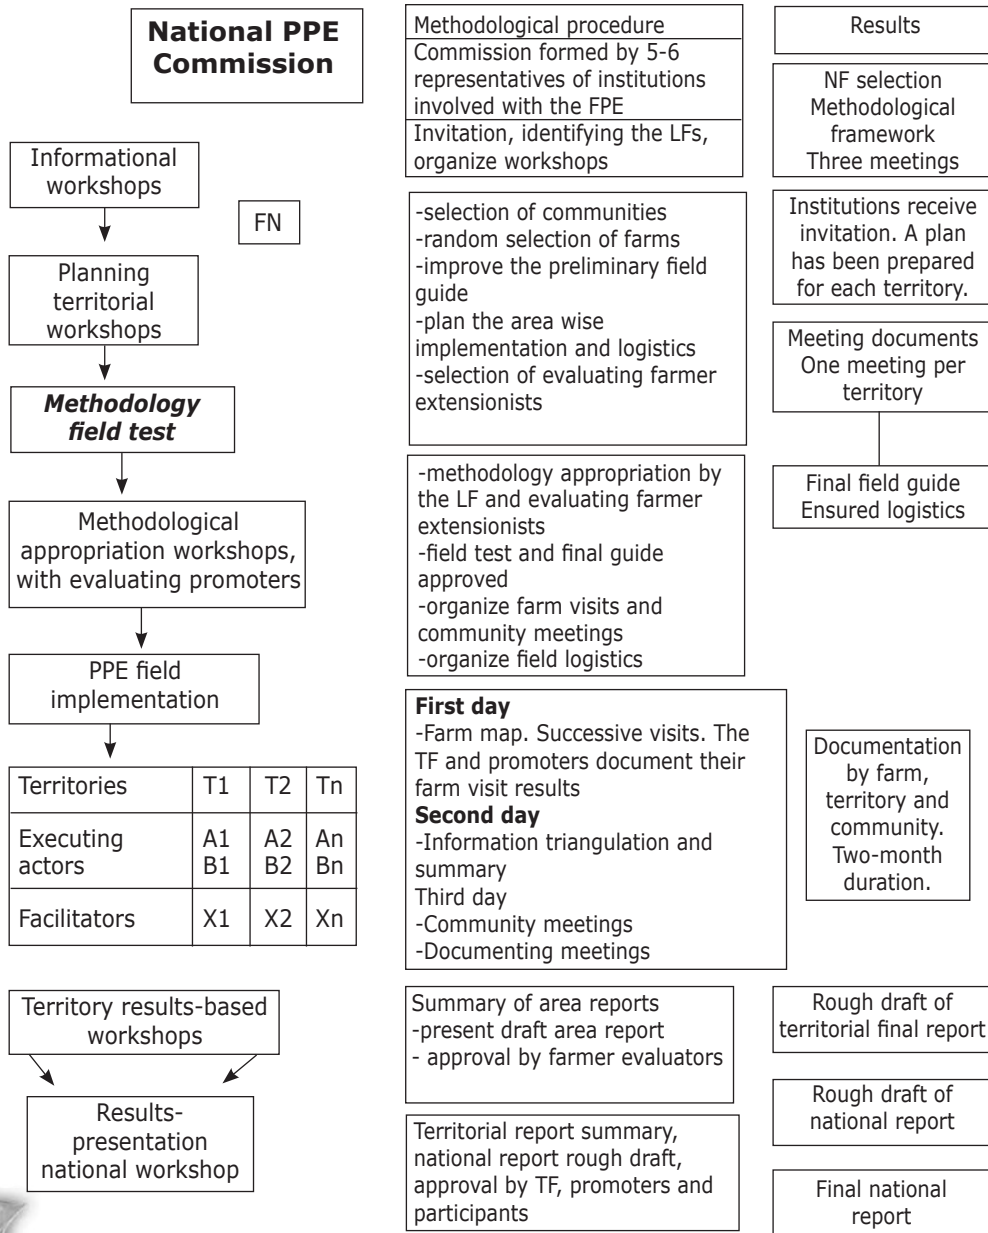 National PPE
Commission
Informational
workshops
FN
Planning
territorial
workshops
Methodology
field test
Methodological
appropriation workshops,
with evaluating promoters
PPE field
implementation
Territories T1 T2 Tn
Executing A1 A2 An
actors B1 B2 Bn
Facilitators X1 X2 Xn
Territory results-based
workshops
Results-
presentation
national workshop
Methodological procedure
Commission formed by 5-6
representatives of institutions
involved with the FPE
Invitation, identifying the LFs,
organize workshops
-selection of communities
-random selection of farms
-improve the preliminary field
guide
-plan the area wise
implementation and logistics
-selection of evaluating farmer
extensionists
-methodology appropriation by
the LF and evaluating farmer
extensionists
-field test and final guide
approved
-organize farm visits and
community meetings
-organize field logistics
First day
-Farm map. Successive visits. The
TF and promoters document their
farm visit results
Second day
-Information triangulation and
summary
Third day
-Community meetings
-Documenting meetings
Summary of area reports
-present draft area report
- approval by farmer evaluators
Territorial report summary,
national report rough draft,
approval by TF, promoters and
participants
Results
NF selection
Methodological
framework
Three meetings
Institutions receive
invitation. A plan
has been prepared
for each territory.
Meeting documents
One meeting per
territory
Final field guide
Ensured logistics
Documentation
by farm,
territory and
community.
Two-month
duration.
Rough draft of
territorial final report
Rough draft of
national report
Final national
report